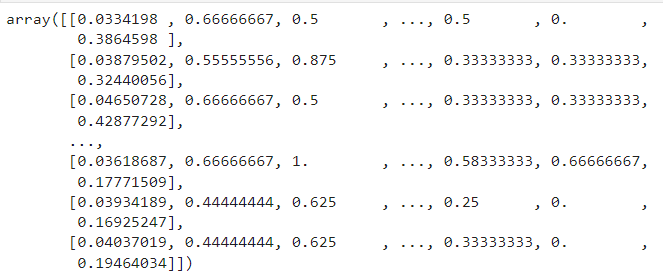 array([[0.0334198 , 0.66666667, 0.5       , ..., 0.5       , 0.        ,
        0.3864598 ],
       [0.03879502, 0.55555556, 0.875     , ..., 0.33333333, 0.33333333,
        0.32440056],
       [0.04650728, 0.66666667, 0.5       , ..., 0.33333333, 0.33333333,
        0.42877292],
       ...,
       [0.03618687, 0.66666667, 1.        , ..., 0.58333333, 0.66666667,
        0.17771509],
       [0.03934189, 0.44444444, 0.625     , ..., 0.25      , 0.        ,
        0.16925247],
       [0.04037019, 0.44444444, 0.625     , ..., 0.33333333, 0.        ,
        0.19464034]])